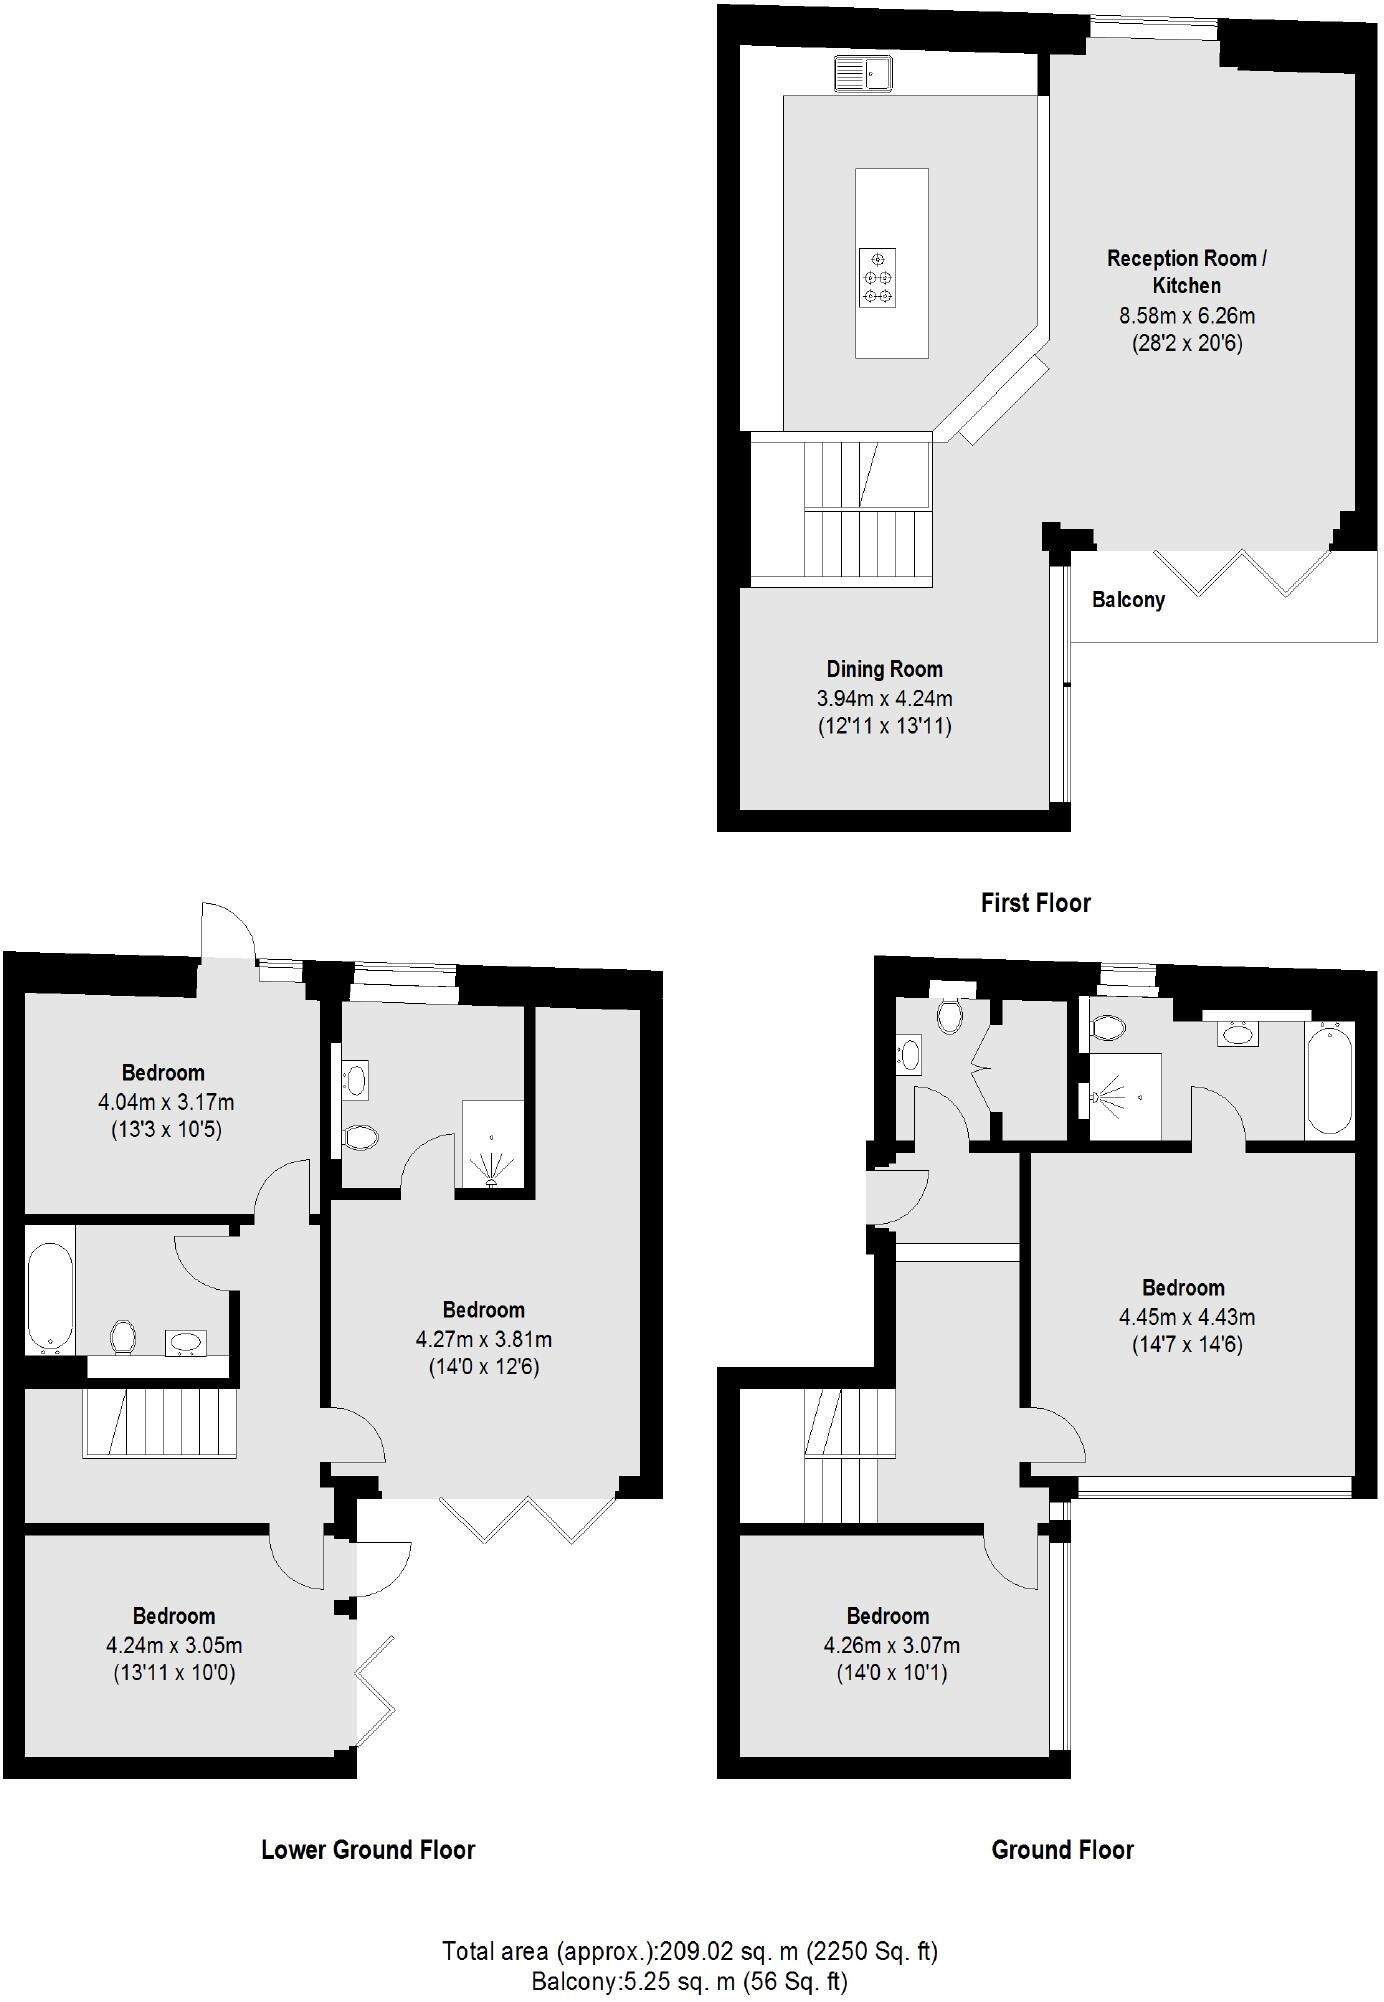 Reception Room /
Kitchen
8.58m x 6.26m
(28'2 x 20'6)
Balcony
Dining Room
3.94m x 4.24m
(12'11 x 13'11)
First Floor
Bedroom
4.04m x 3.17m
(13'3 x 10'5)
Bedroom
4.27m x 3.81m
(14'0 x 12'6)
Bedroom
4.24m x 3.05m
(13'11 x 10'0)
Lower Ground Floor
Bedroom
4.45m x 4.43m
(14'7 x 14'6)
Bedroom
4.26m x 3.07m
(14'0 x 10'1)
Ground Floor
Total area (approx.):209.02 sq. m (2250 Sq. ft)
Balcony:5.25 sq. m (56 Sq. ft)